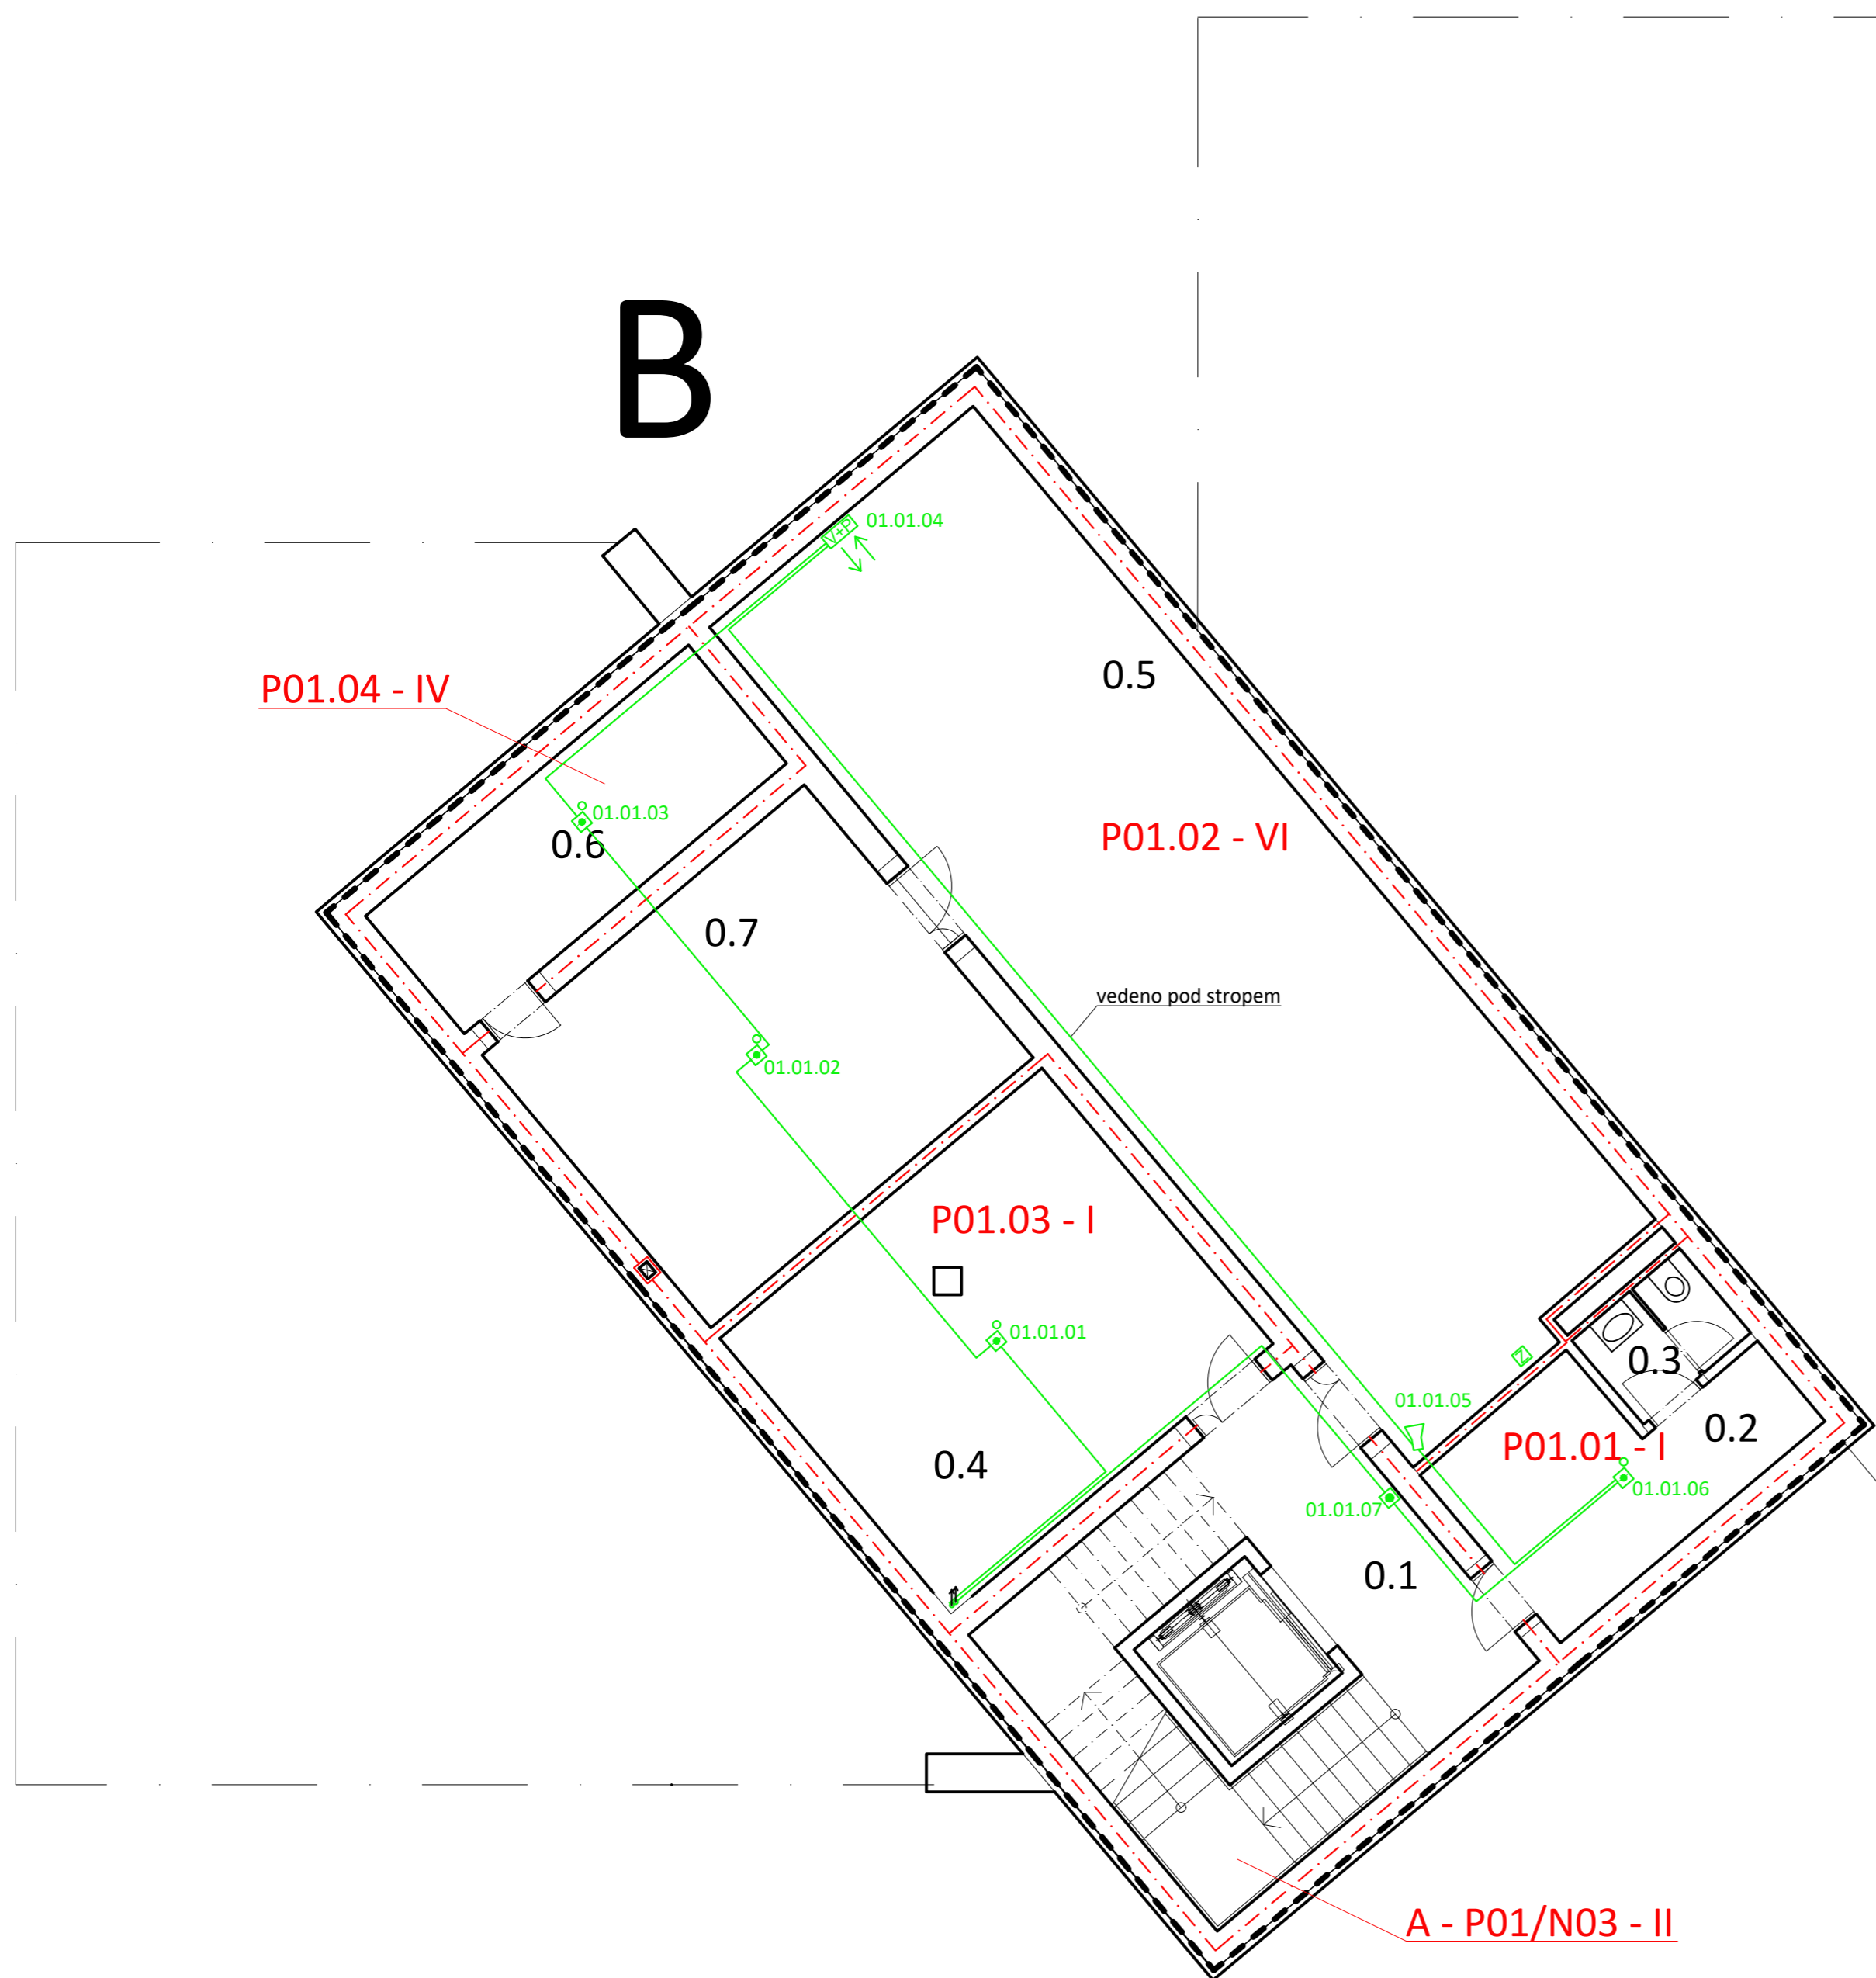 B
V+P 01.01.04
0.5
P01.04 - IV
01.01.03
0.6
P01.02 - VI
0.7
vedeno pod stropem
01.01.02
P01.03 - I
01.01.01
Z
0.3
01.01.05
0.2
P01.01 - I
0.4
01.01.06
01.01.07
0.1
A - P01/N03 - II